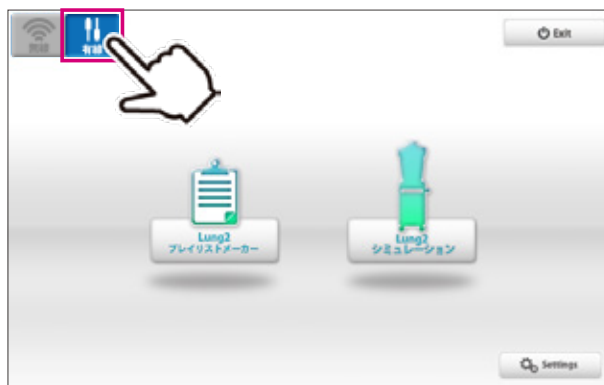 無線
有線
Exit
Lung2
プレイリストメーカー
Lung2
シミュレーション
Settings